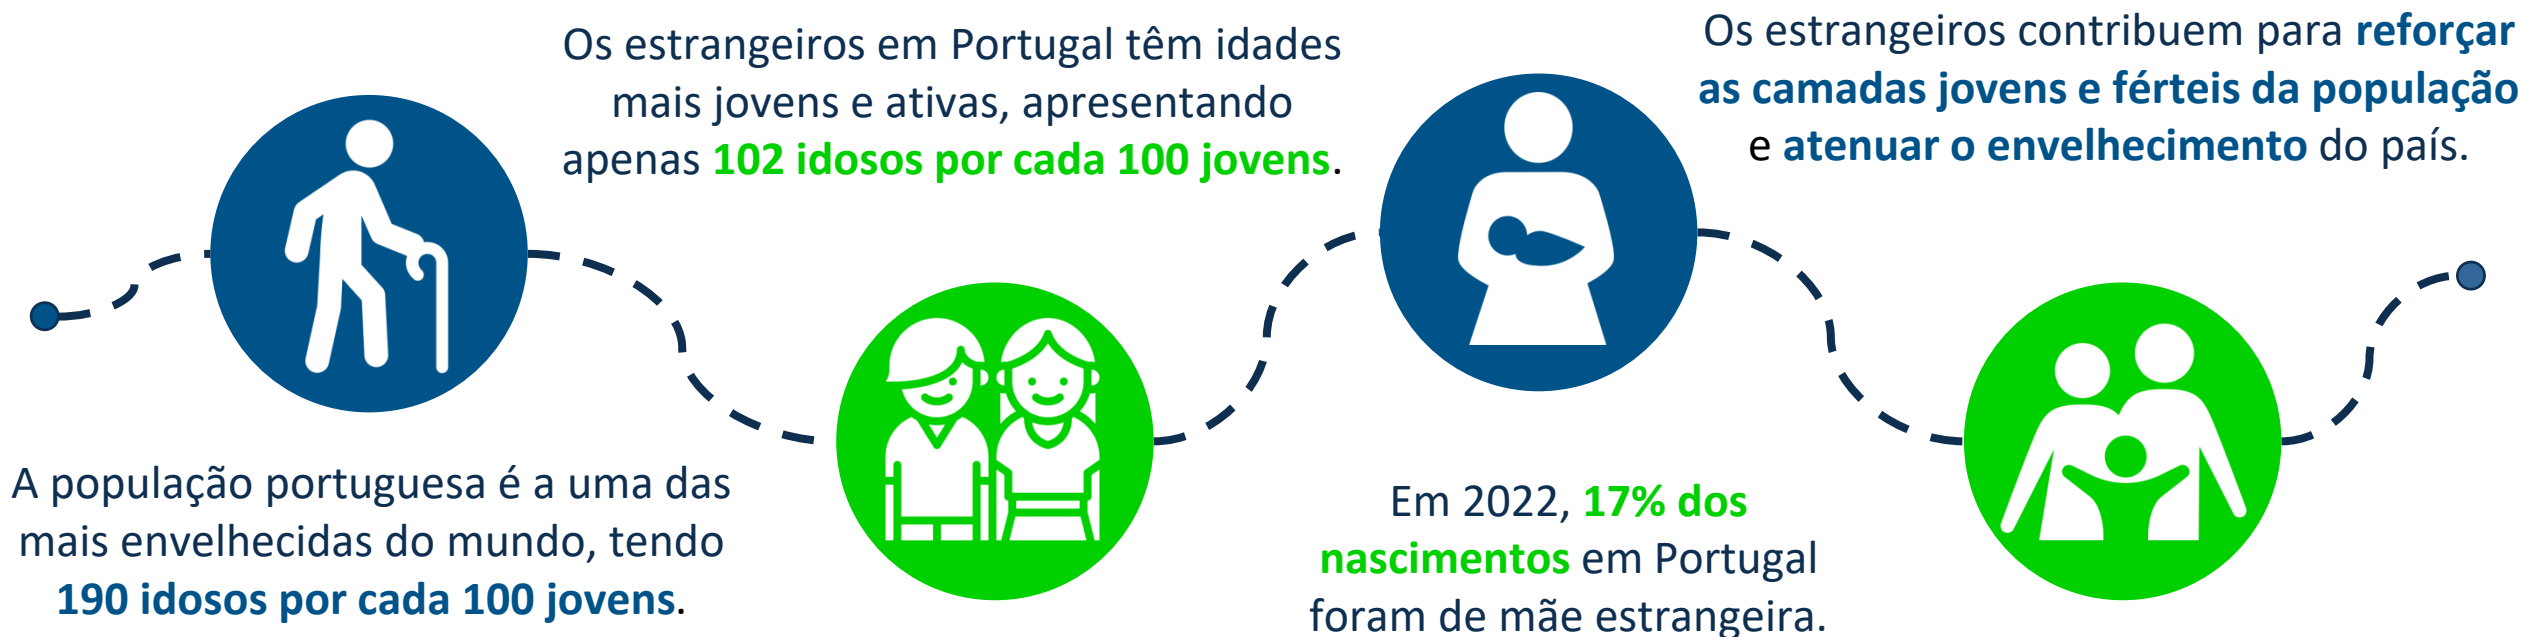 A população portuguesa é a uma das
mais envelhecidas do mundo, tendo
190 idosos por cada 100 jovens.
Os estrangeiros em Portugal têm idades
mais jovens e ativas, apresentando
apenas 102 idosos por cada 100 jovens.
Em 2022, 17% dos
nascimentos em Portugal
foram de mãe estrangeira.
Os estrangeiros contribuem para reforçar
as camadas jovens e férteis da população
e atenuar o envelhecimento do país.